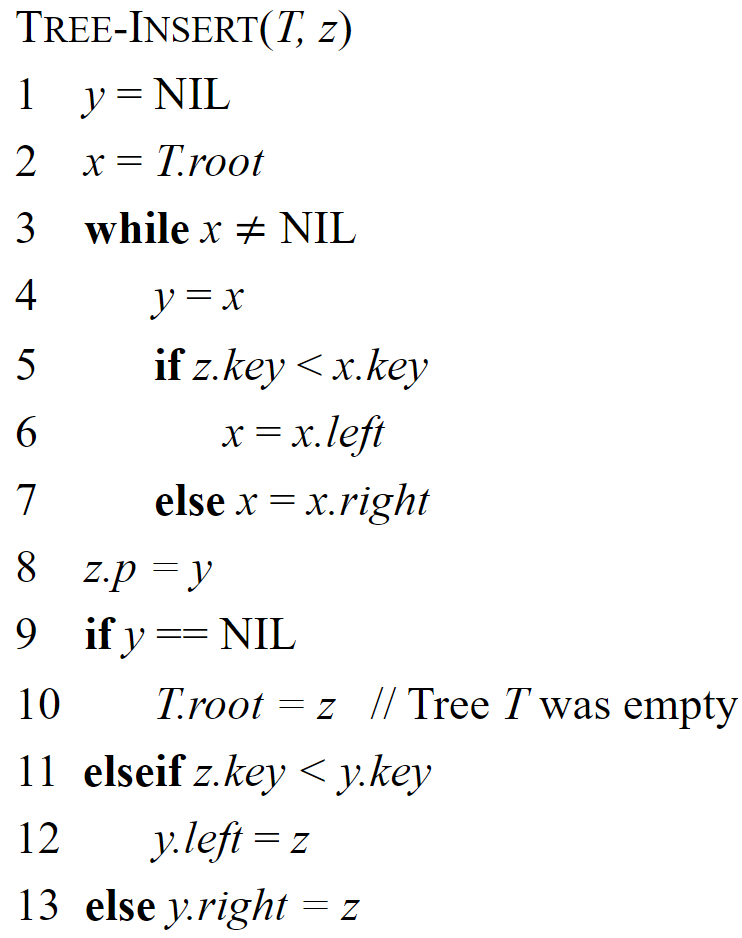 TREE-INSERT(T, z)
1 y = NIL
2 x = T.root
3 while x ≠ NIL
4 y = x
5 if z.key < x.key
6 x = x.left
7 else x = x.right
8 z.p = y
9 if y == NIL
10 T.root = z // Tree T was empty
11 elseif z.key < y.key
12 y.left = z
13 else y.right = z